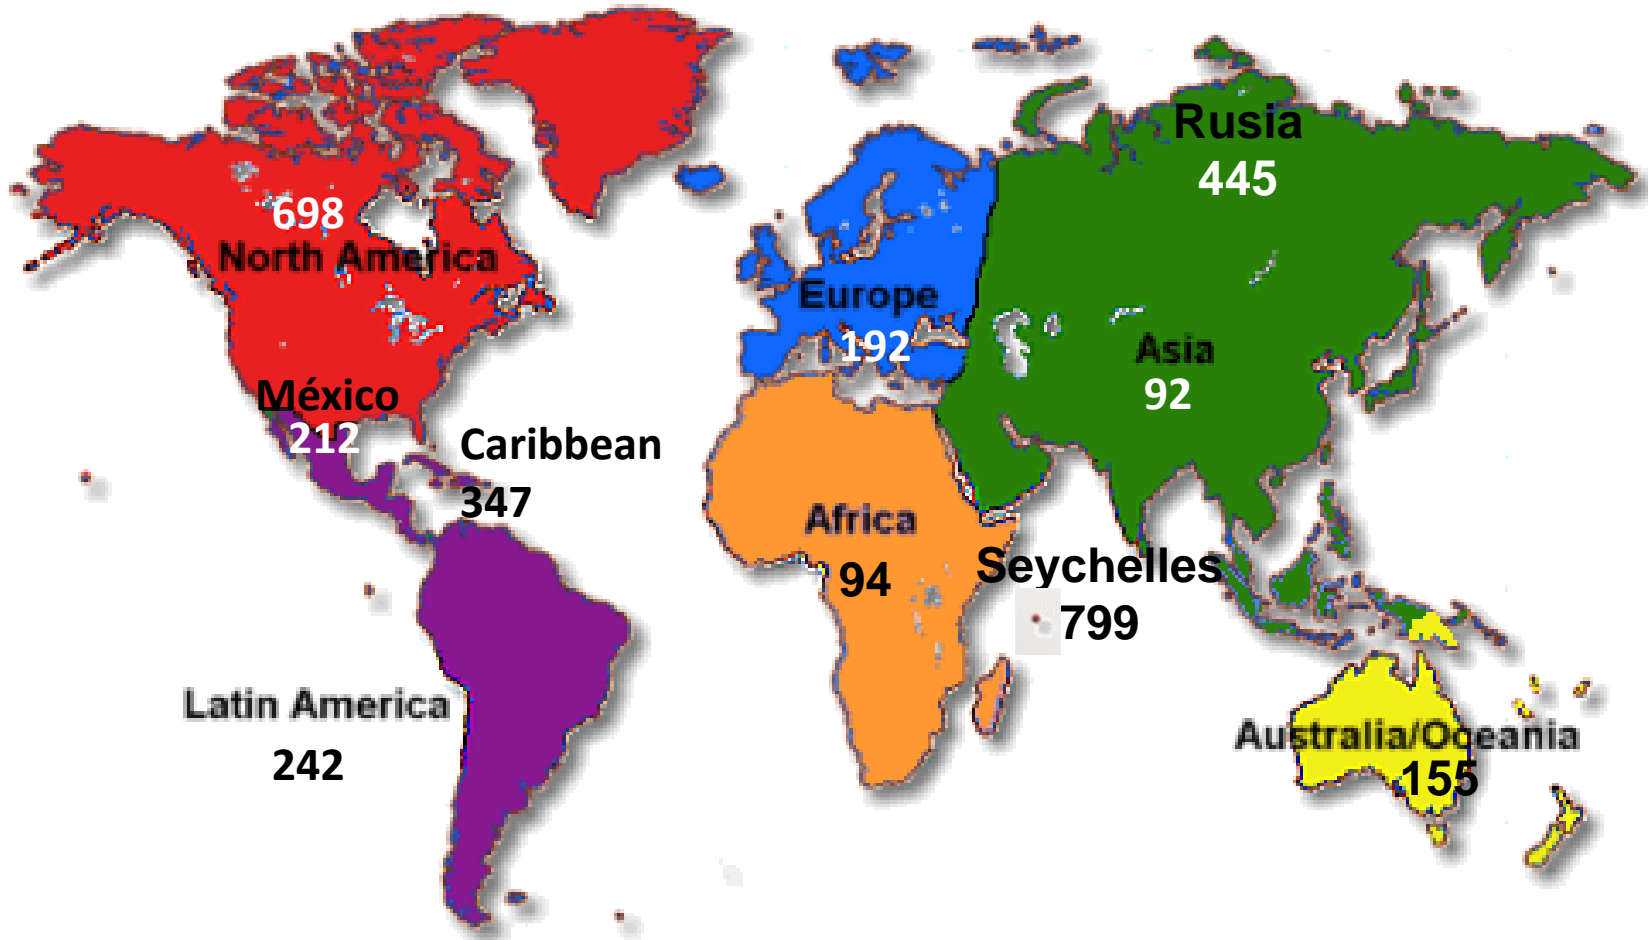 Rusia
445
698
North America
Europe
192
Asia
92
México
212
Caribbean
347
Africa
94
Seychelles
799
Latin America
242
Australia/Oceania
155